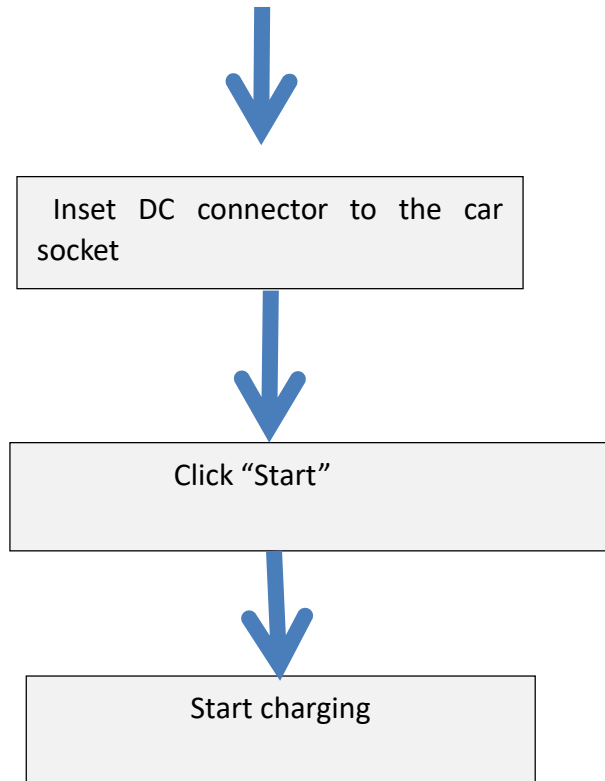 Inset DC connector to the car
socket
Click “Start”
Start charging